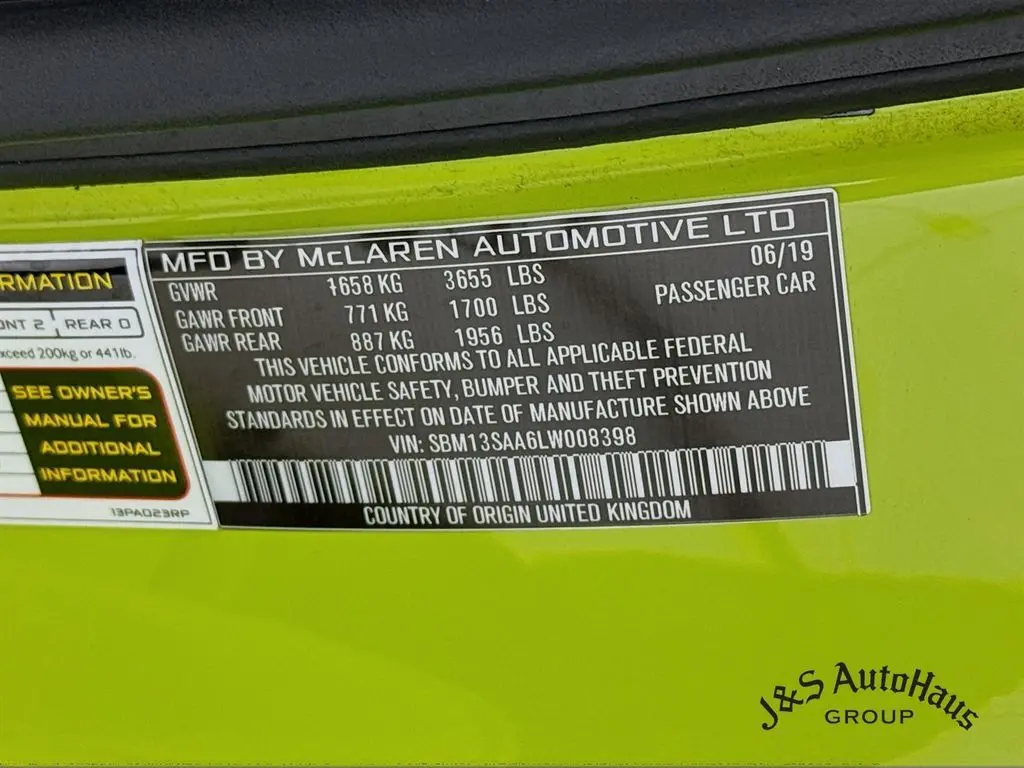 MFD BY McLAREN AUTOMOTIVE LTD
06/19
GVWR 1658 KG 3655 LBS
PASSENGER CAR
GAWR FRONT 771 KG 1700 LBS
GAWR REAR 887 KG 1956 LBS
THIS VEHICLE CONFORMS TO ALL APPLICABLE FEDERAL
MOTOR VEHICLE SAFETY, BUMPER AND THEFT PREVENTION
STANDARDS IN EFFECT ON DATE OF MANUFACTURE SHOWN ABOVE
VIN: SBM13SAA6LW008398
COUNTRY OF ORIGIN UNITED KINGDOM
RMATION
NT 2 REAR 0
xceed 200kg or 441lb.
SEE OWNER'S
MANUAL FOR
ADDITIONAL
INFORMATION
13PA023RP
J&S AutoHaus
GROUP